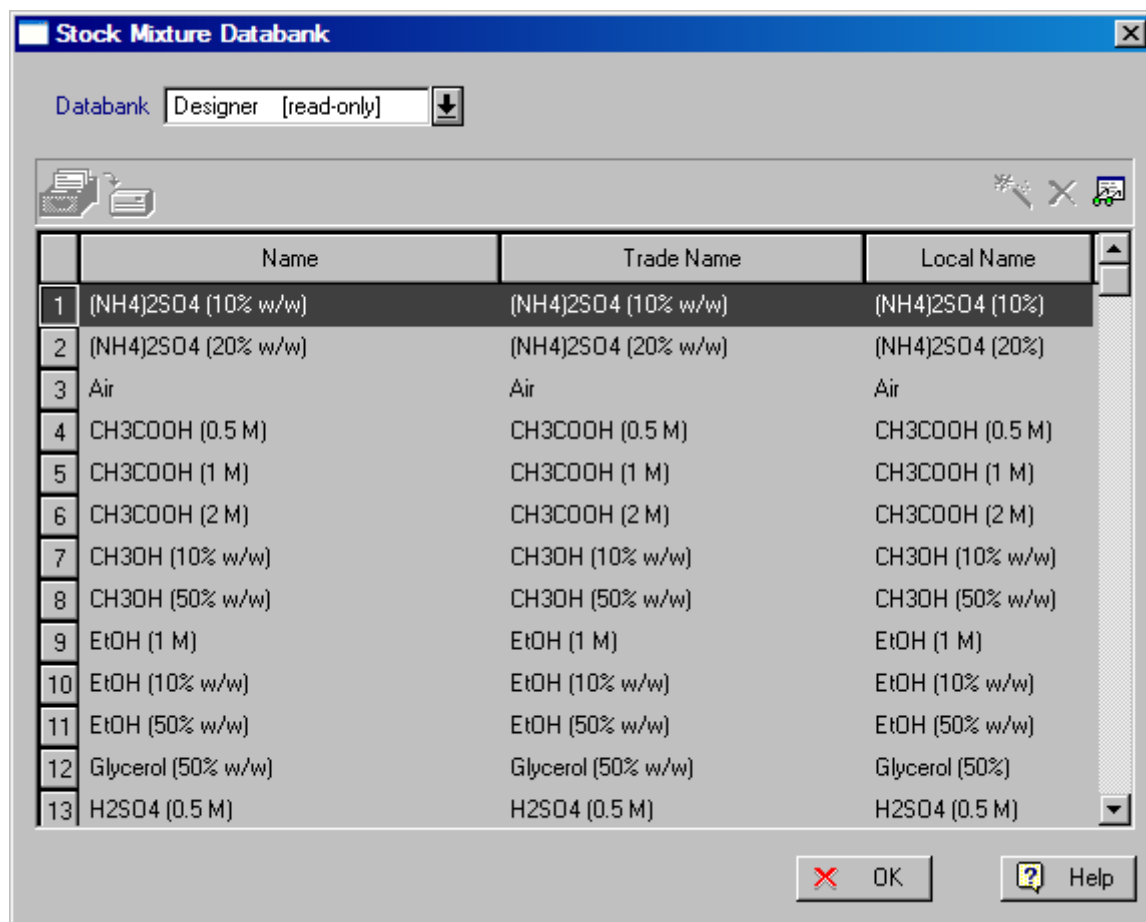 Stock Mixture Databank
Databank Designer [read-only]
Name Trade Name Local Name
1 (NH4)2SO4 (10% w/w) (NH4)2SO4 (10% w/w) (NH4)2SO4 (10%)
2 (NH4)2SO4 (20% w/w) (NH4)2SO4 (20% w/w) (NH4)2SO4 (20%)
3 Air Air Air
4 CH3COOH (0.5 M) CH3COOH (0.5 M) CH3COOH (0.5 M)
5 CH3COOH (1 M) CH3COOH (1 M) CH3COOH (1 M)
6 CH3COOH (2 M) CH3COOH (2 M) CH3COOH (2 M)
7 CH3OH (10% w/w) CH3OH (10% w/w) CH3OH (10% w/w)
8 CH3OH (50% w/w) CH3OH (50% w/w) CH3OH (50% w/w)
9 EtOH (1 M) EtOH (1 M) EtOH (1 M)
10 EtOH (10% w/w) EtOH (10% w/w) EtOH (10% w/w)
11 EtOH (50% w/w) EtOH (50% w/w) EtOH (50% w/w)
12 Glycerol (50% w/w) Glycerol (50% w/w) Glycerol (50%)
13 H2SO4 (0.5 M) H2SO4 (0.5 M) H2SO4 (0.5 M)
OK Help